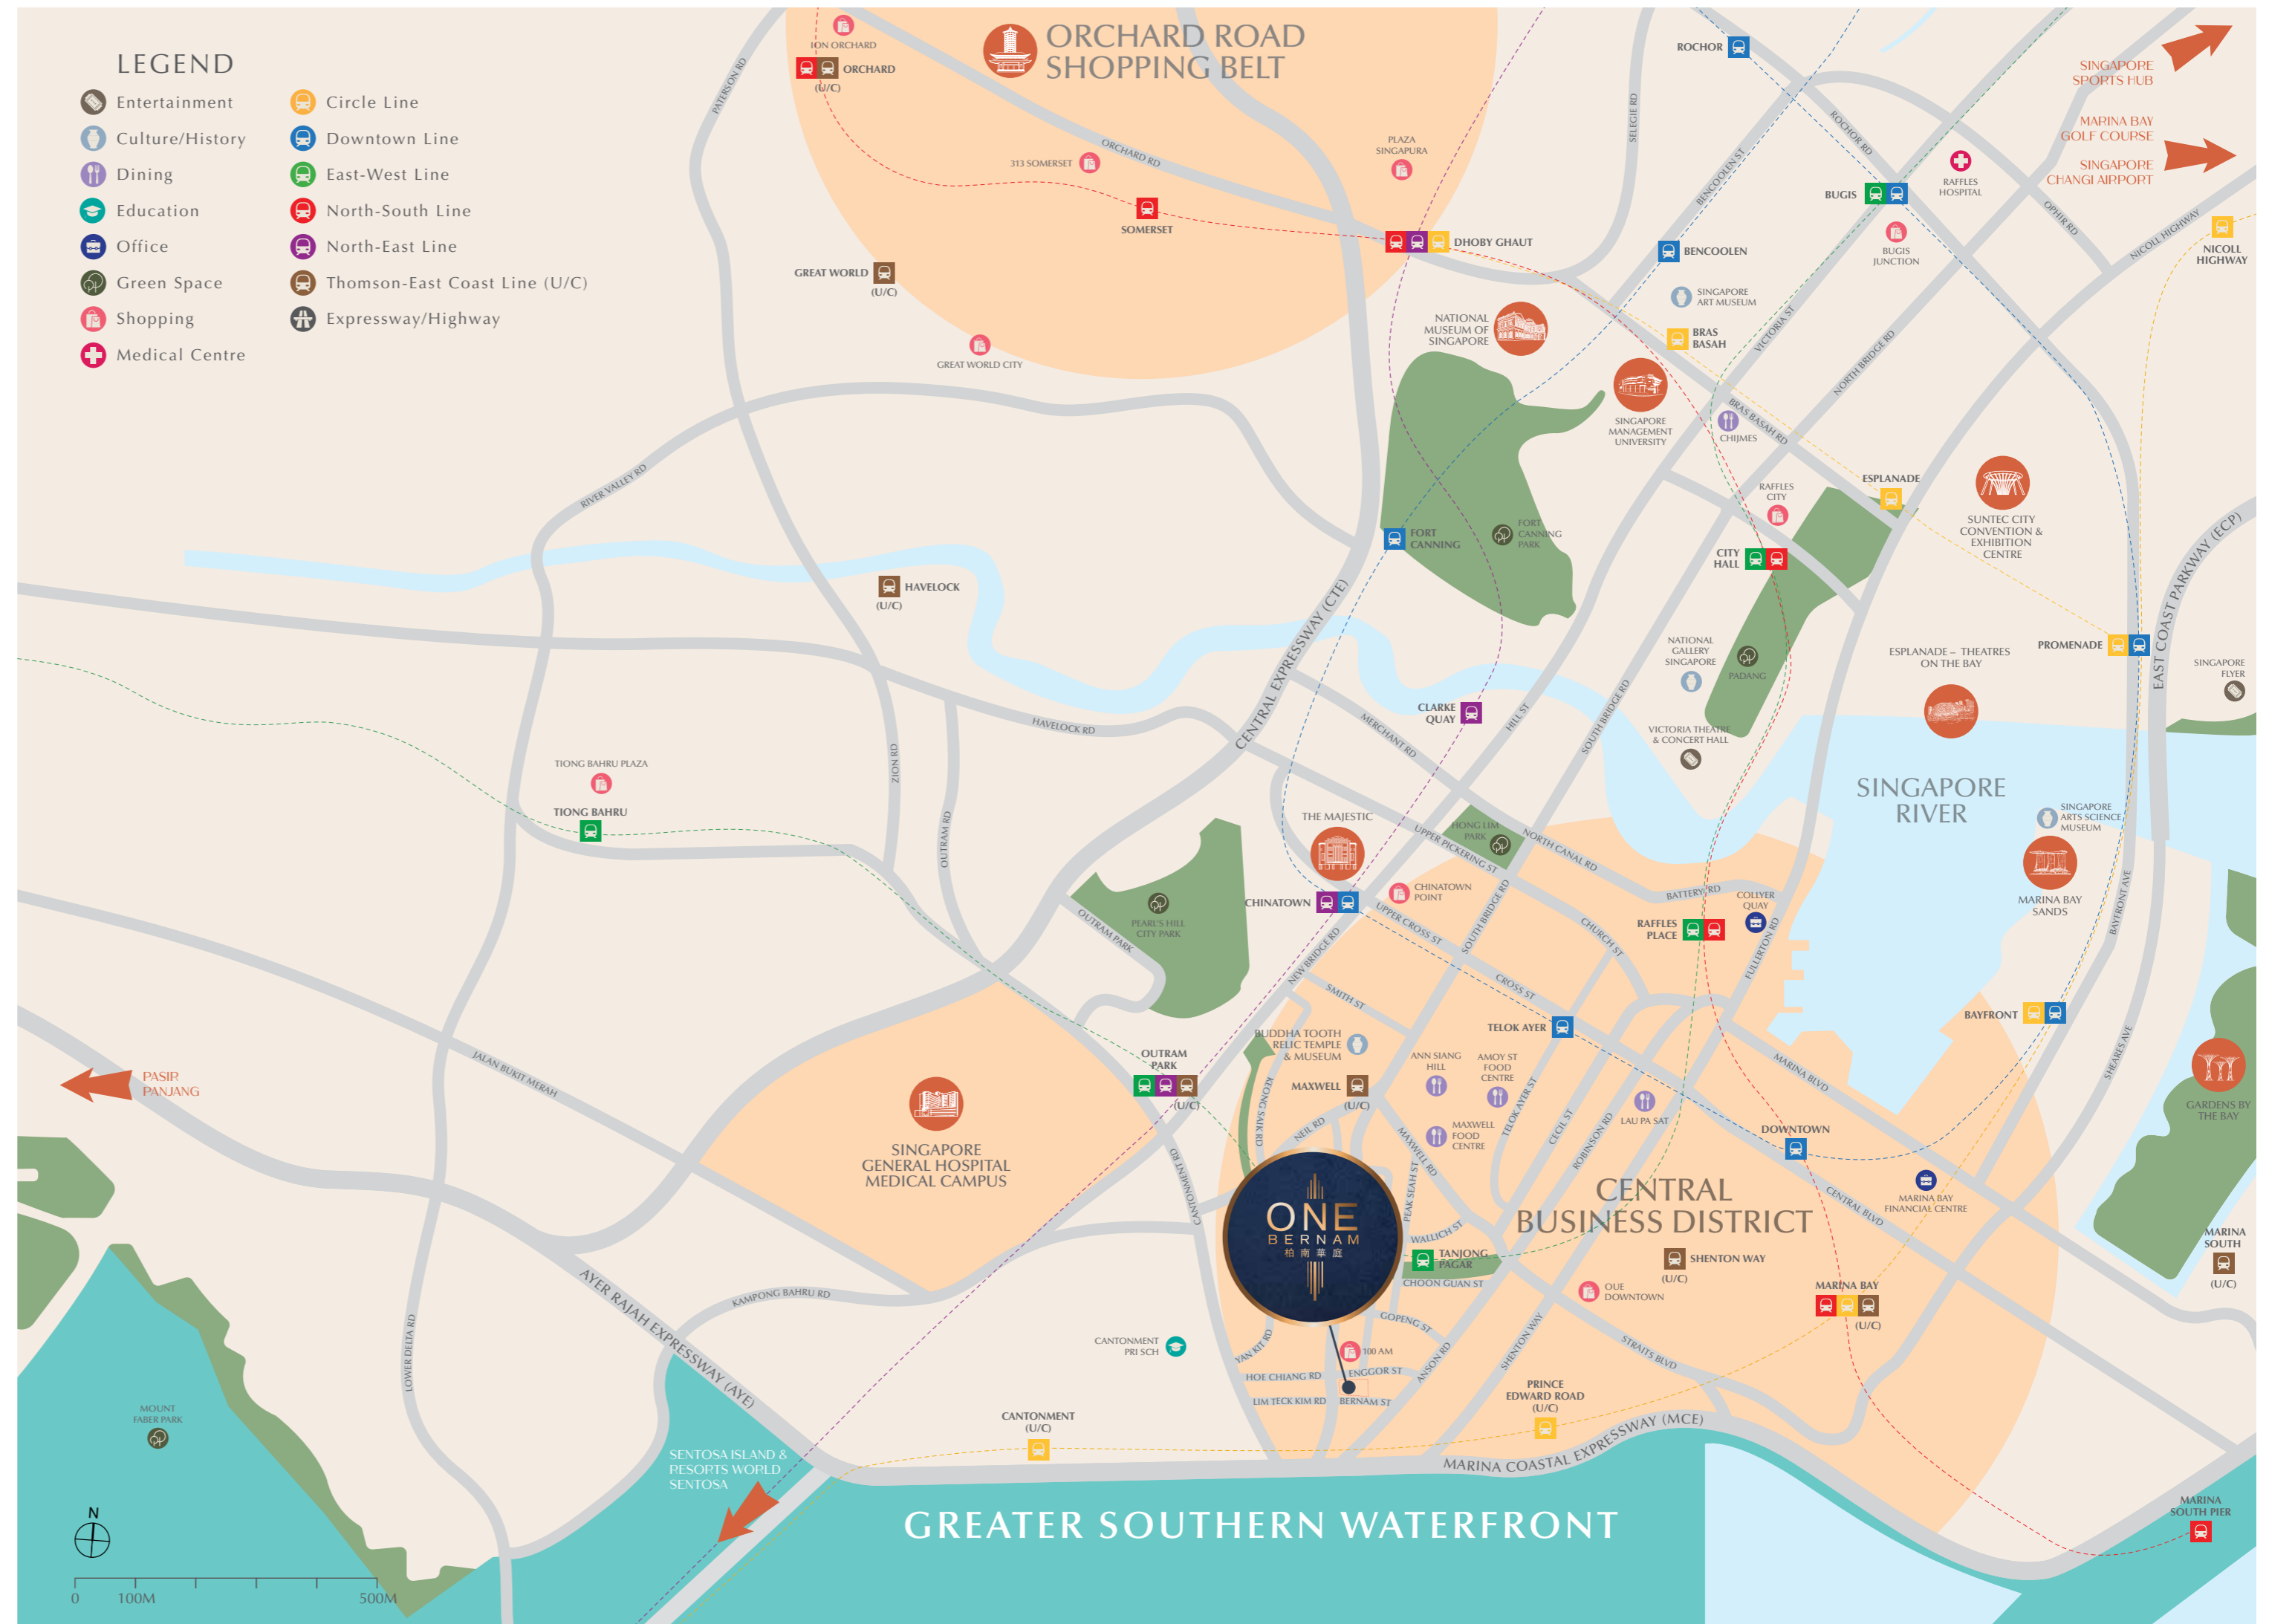 LEGEND
Entertainment
Culture/History
Dining
Education
Office
Green Space
Shopping
Medical Centre
Circle Line
Downtown Line
East-West Line
North-South Line
North-East Line
Thomson-East Coast Line (U/C)
Expressway/Highway
ION ORCHARD
ORCHARD
(U/C)
ORCHARD ROAD
SHOPPING BELT
PATERSON RD
ORCHARD RD
313 SOMERSET
SOMERSET
PLAZA
SINGAPURA
DHOBY GHAUT
GREAT WORLD
(U/C)
GREAT WORLD CITY
SELEGIE RD
ROCHOR
ROCHOR RD
BENCOOLEN ST
BENCOOLEN
BUGIS
BUGIS
JUNCTION
RAFFLES
HOSPITAL
OPHIR RD
NICOLL HIGHWAY
NICOLL
HIGHWAY
SINGAPORE
SPORTS HUB
MARINA BAY
GOLF COURSE
SINGAPORE
CHANGI AIRPORT
SINGAPORE
ART MUSEUM
BRAS
BASAH
VICTORIA ST
NORTH BRIDGE RD
NATIONAL
MUSEUM OF
SINGAPORE
SINGAPORE
MANAGEMENT
UNIVERSITY
BRAS BASAH RD
CHIJMES
RAFFLES
CITY
ESPLANADE
SUNTEC CITY
CONVENTION &
EXHIBITION
CENTRE
EAST COAST PARKWAY (ECP)
RIVER VALLEY RD
FORT
CANNING
FORT
CANNING
PARK
CITY
HALL
HAVELOCK
(U/C)
CENTRAL EXPRESSWAY (CTE)
NATIONAL
GALLERY
SINGAPORE
PADANG
ESPLANADE – THEATRES
ON THE BAY
PROMENADE
SINGAPORE
FLYER
CLARKE
QUAY
HILL ST
SOUTH BRIDGE RD
MERCHANT RD
HAVELOCK RD
VICTORIA THEATRE
& CONCERT HALL
ZION RD
TIONG BAHRU PLAZA
TIONG BAHRU
OUTRAM RD
SINGAPORE
RIVER
SINGAPORE
ARTS SCIENCE
MUSEUM
MARINA BAY
SANDS
BAYFRONT AVE
THE MAJESTIC
HONG LIM
PARK
UPPER PICKERING ST
NORTH CANAL RD
CHINATOWN
CHINATOWN
POINT
UPPER CROSS ST
SOUTH BRIDGE RD
CHURCH ST
BATTERY RD
COLLYER
QUAY
RAFFLES
PLACE
FULLERTON RD
PEARL'S HILL
CITY PARK
OUTRAM PARK
NEW BRIDGE RD
SMITH ST
CROSS ST
TELOK AYER
BAYFRONT
SHEARES AVE
MARINA BLVD
GARDENS BY
THE BAY
JALAN BUKIT MERAH
PASIR
PANJANG
SINGAPORE
GENERAL HOSPITAL
MEDICAL CAMPUS
OUTRAM
PARK
(U/C)
BUDDHA TOOTH
RELIC TEMPLE
& MUSEUM
MAXWELL
(U/C)
ANN SIANG
HILL
AMOY ST
FOOD
CENTRE
MAXWELL
FOOD
CENTRE
KEONG SAIK RD
NEIL RD
MAXWELL RD
TELOK AYER ST
CECIL ST
ROBINSON RD
LAU PA SAT
DOWNTOWN
MARINA BAY
FINANCIAL CENTRE
CENTRAL BLVD
CENTRAL
BUSINESS DISTRICT
CANTONMENT RD
PEAK SEAH ST
WALLICH ST
ONE
BERNAM
柏南華庭
TANJONG
PAGAR
CHOON GUAN ST
SHENTON WAY
(U/C)
OUE
DOWNTOWN
MARINA BAY
(U/C)
MARINA
SOUTH
(U/C)
KAMPONG BAHRU RD
AYER RAJAH EXPRESSWAY (AYE)
LOWER DELTA RD
CANTONMENT
PRI SCH
YAN KIT RD
GOPENG ST
100 AM
HOE CHIANG RD
ENGGOR ST
LIM TECK KIM RD
BERNAM ST
ANSON RD
SHENTON WAY
STRAITS BLVD
PRINCE
EDWARD ROAD
(U/C)
CANTONMENT
(U/C)
MARINA COASTAL EXPRESSWAY (MCE)
MOUNT
FABER PARK
SENTOSA ISLAND &
RESORTS WORLD
SENTOSA
GREATER SOUTHERN WATERFRONT
MARINA
SOUTH PIER
N
0 100M 500M